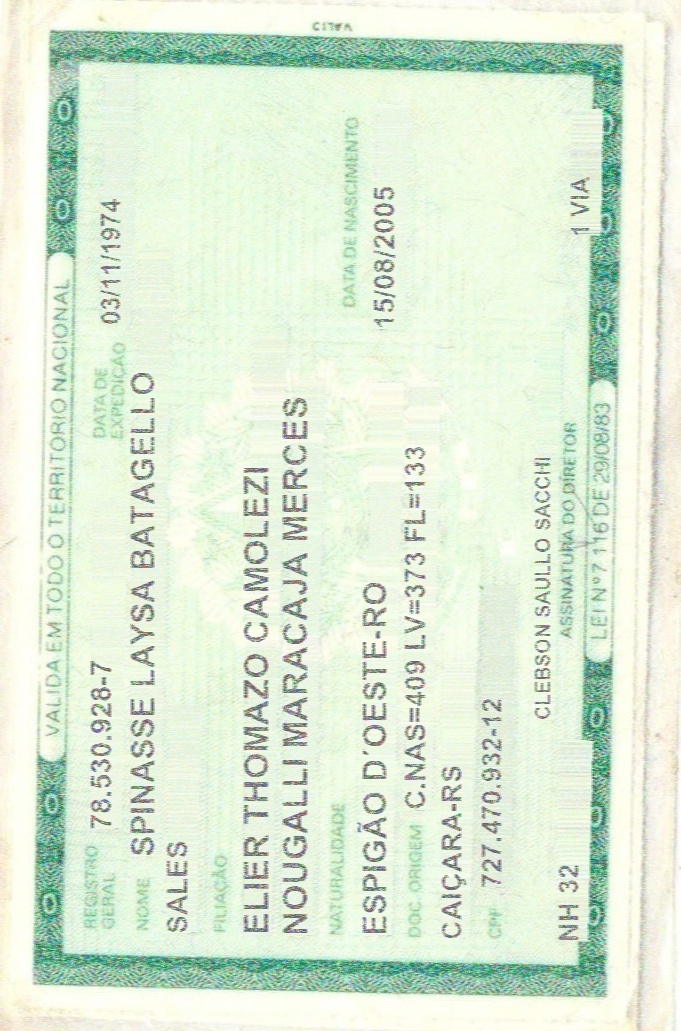 VALID
VALIDA EM TODO O TERRITÓRIO NACIONAL
REGISTRO GERAL 78.530.928-7 DATA DE EXPEDIÇÃO 03/11/1974
NOME SPINASSE LAYSA BATAGELLO
SALES
FILIAÇÃO
ELIER THOMAZO CAMOLEZI
NOUGALLI MARACAJA MERCES
NATURALIDADE DATA DE NASCIMENTO
ESPIGÃO D'OESTE-RO 15/08/2005
DOC. ORIGEM C.NAS=409 LV=373 FL=133
CAIÇARA-RS
CPF 727.470.932-12
CLEBSON SAULLO SACCHI
NH 32 ASSINATURA DO DIRETOR 1 VIA
LEI Nº 7.116 DE 29/08/83